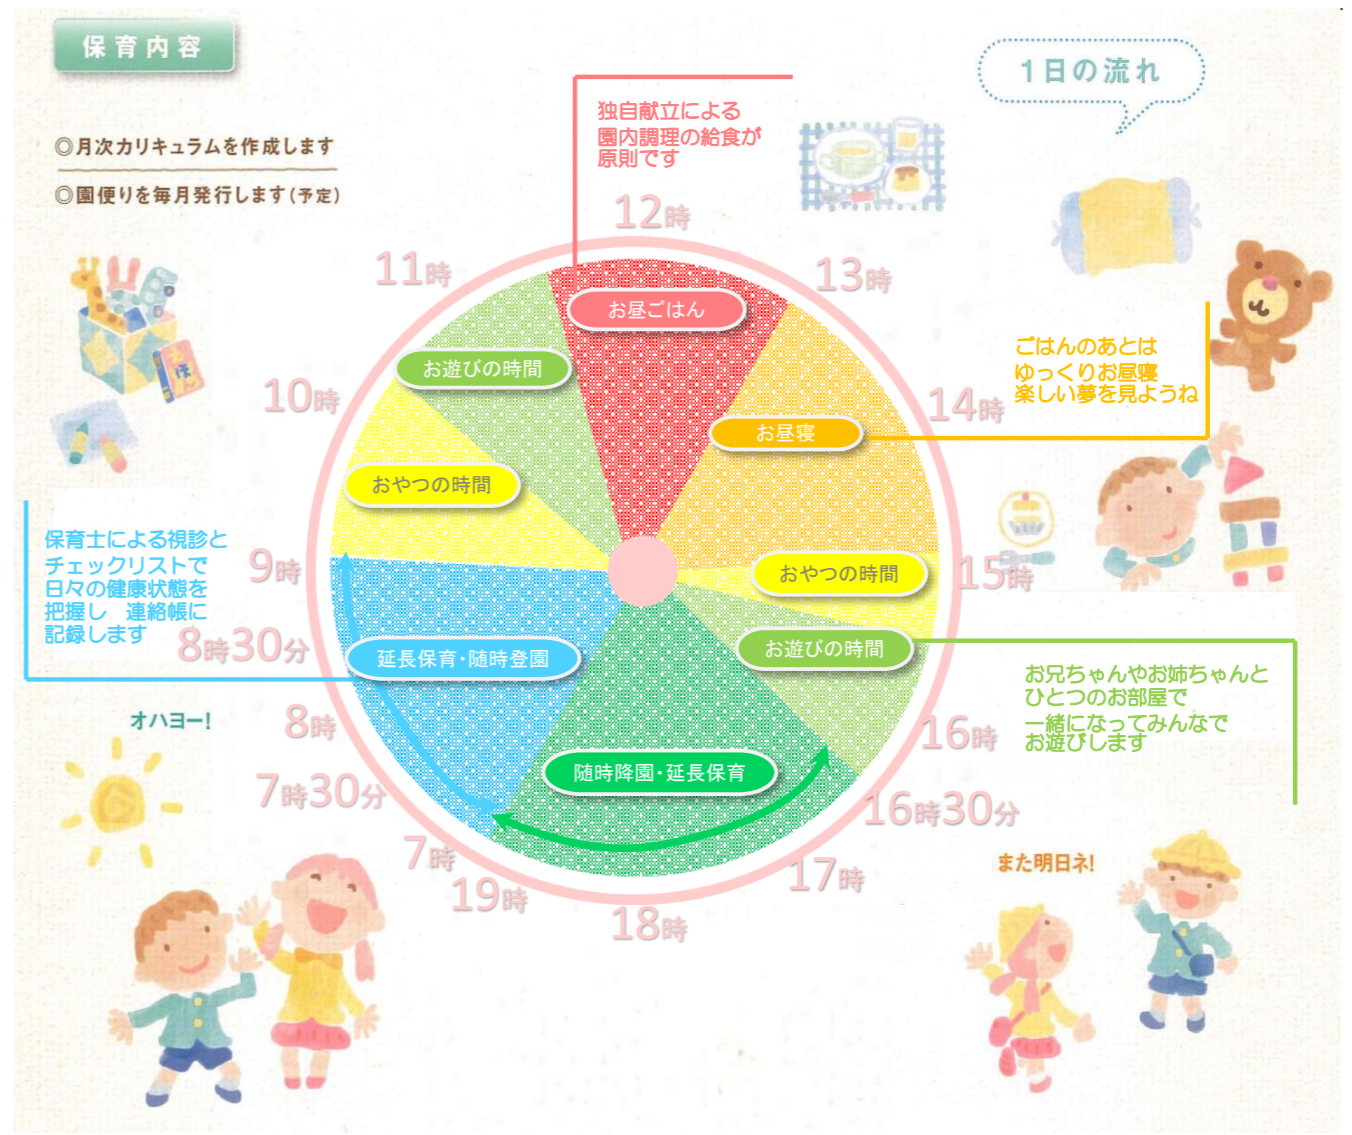 保育内容
1日の流れ
◎月次カリキュラムを作成します
◎園便りを毎月発行します(予定)
独自献立による
園内調理の給食が
原則です
12時
11時
13時
お昼ごはん
お遊びの時間
10時
14時
ごはんのあとは
ゆっくりお昼寝
楽しい夢を見ようね
お昼寝
おやつの時間
えほん
9時
15時
おやつの時間
保育士による視診と
チェックリストで
日々の健康状態を
把握し 連絡帳に
記録します
8時30分
延長保育・随時登園
お遊びの時間
お兄ちゃんやお姉ちゃんと
ひとつのお部屋で
一緒になってみんなで
お遊びします
オハヨー!
8時
16時
7時30分
随時降園・延長保育
16時30分
7時
19時
17時
18時
また明日ネ!